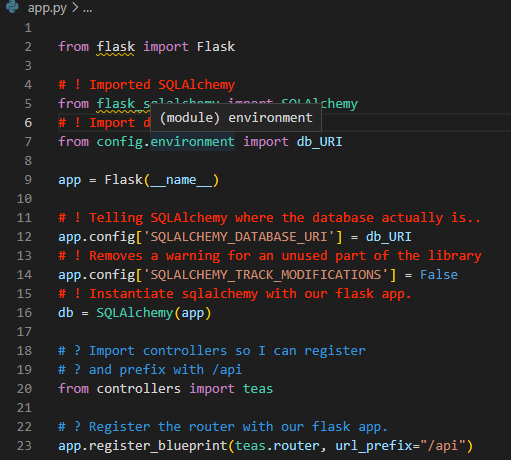 app.py > ...
1
2 from flask import Flask
3
4 # ! Imported SQLAlchemy
5 from flask_sqlalchemy import SQLAlchemy
(module) environment
6 # ! Import d
7 from config.environment import db_URI
8
9 app = Flask(__name__)
10
11 # ! Telling SQLAlchemy where the database actually is..
12 app.config['SQLALCHEMY_DATABASE_URI'] = db_URI
13 # ! Removes a warning for an unused part of the library
14 app.config['SQLALCHEMY_TRACK_MODIFICATIONS'] = False
15 # ! Instantiate sqlalchemy with our flask app.
16 db = SQLAlchemy(app)
17
18 # ? Import controllers so I can register
19 # ? and prefix with /api
20 from controllers import teas
21
22 # ? Register the router with our flask app.
23 app.register_blueprint(teas.router, url_prefix="/api")